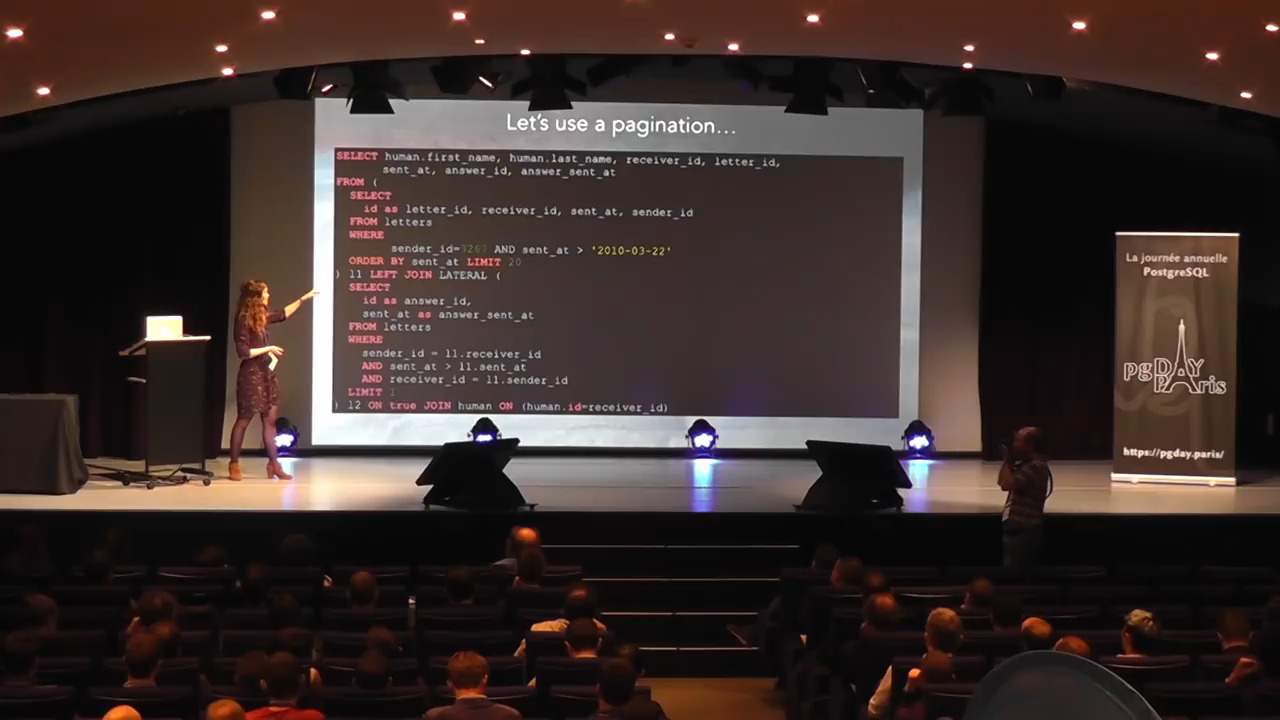 Let's use a pagination...
SELECT human.first_name, human.last_name, receiver_id, letter_id,
sent_at, answer_id, answer_sent_at
FROM (
SELECT
id as letter_id, receiver_id, sent_at, sender_id
FROM letters
WHERE
sender_id=3267 AND sent_at > '2010-03-22'
ORDER BY sent_at LIMIT 20
) l1 LEFT JOIN LATERAL (
SELECT
id as answer_id,
sent_at as answer_sent_at
FROM letters
WHERE
sender_id = l1.receiver_id
AND sent_at > l1.sent_at
AND receiver_id = l1.sender_id
LIMIT 1
) l2 ON true JOIN human ON (human.id=receiver_id)
La journée annuelle
PostgreSQL
pgDAY
PAris
https://pgday.paris/